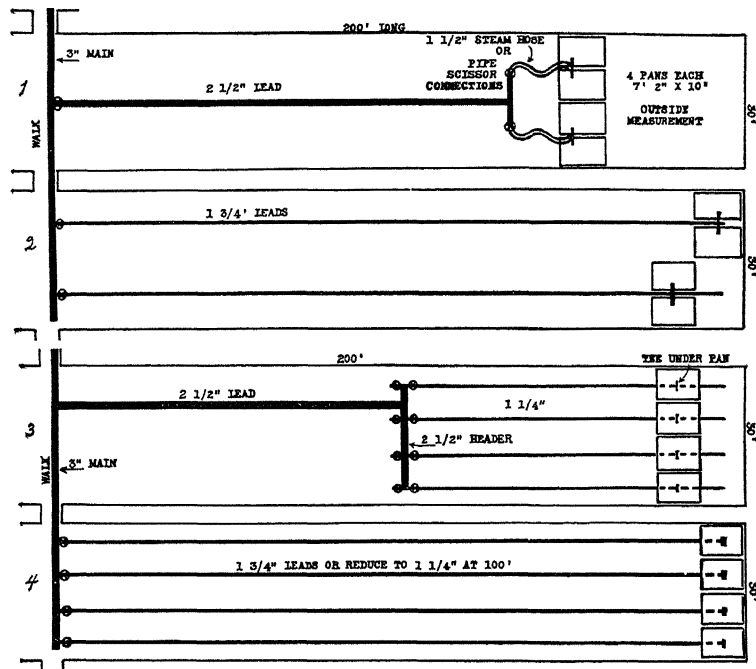 200' LONG
3" MAIN
1 1/2" STEAM HOSE
OR
PIPE
SCISSOR
CONNECTIONS
1
2 1/2" LEAD
4 PANS EACH
7' 2" X 10"
OUTSIDE
MEASUREMENT
30'
WALK
1 3/4' LEADS
2
30'
200'
TEE UNDER PAN
2 1/2" LEAD
1 1/4"
3
2 1/2" HEADER
30'
WALK
3" MAIN
1 3/4" LEADS OR REDUCE TO 1 1/4" AT 100'
4
30'